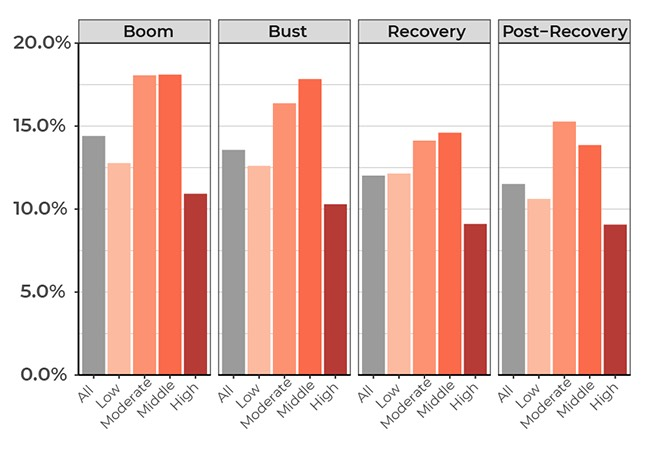 Boom Bust Recovery Post-Recovery
20.0%
15.0%
10.0%
5.0%
0.0%
All Low Moderate Middle High All Low Moderate Middle High All Low Moderate Middle High All Low Moderate Middle High